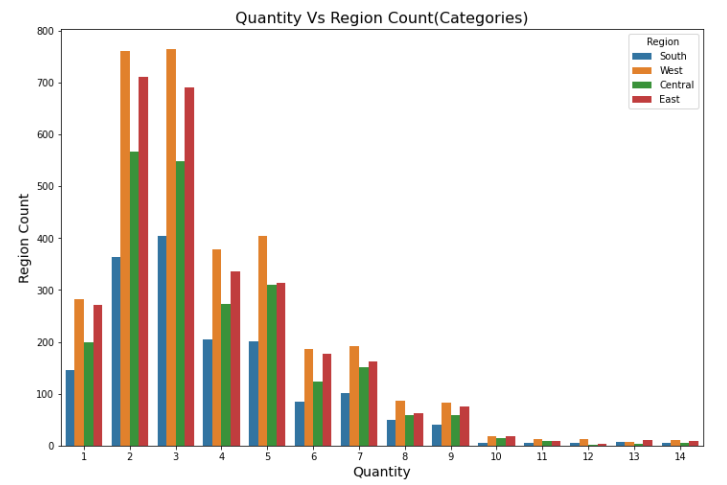 Quantity Vs Region Count(Categories)
Region
South
West
Central
East
800
700
600
500
400
300
200
100
0
Region Count
1 2 3 4 5 6 7 8 9 10 11 12 13 14
Quantity